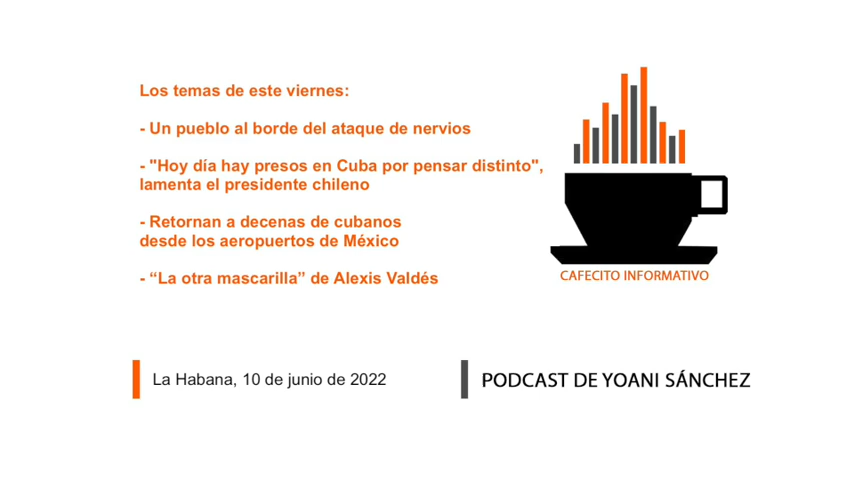 Los temas de este viernes:
- Un pueblo al borde del ataque de nervios
- "Hoy día hay presos en Cuba por pensar distinto",
lamenta el presidente chileno
- Retornan a decenas de cubanos
desde los aeropuertos de México
- “La otra mascarilla” de Alexis Valdés
CAFECITO INFORMATIVO
La Habana, 10 de junio de 2022
PODCAST DE YOANI SÁNCHEZ